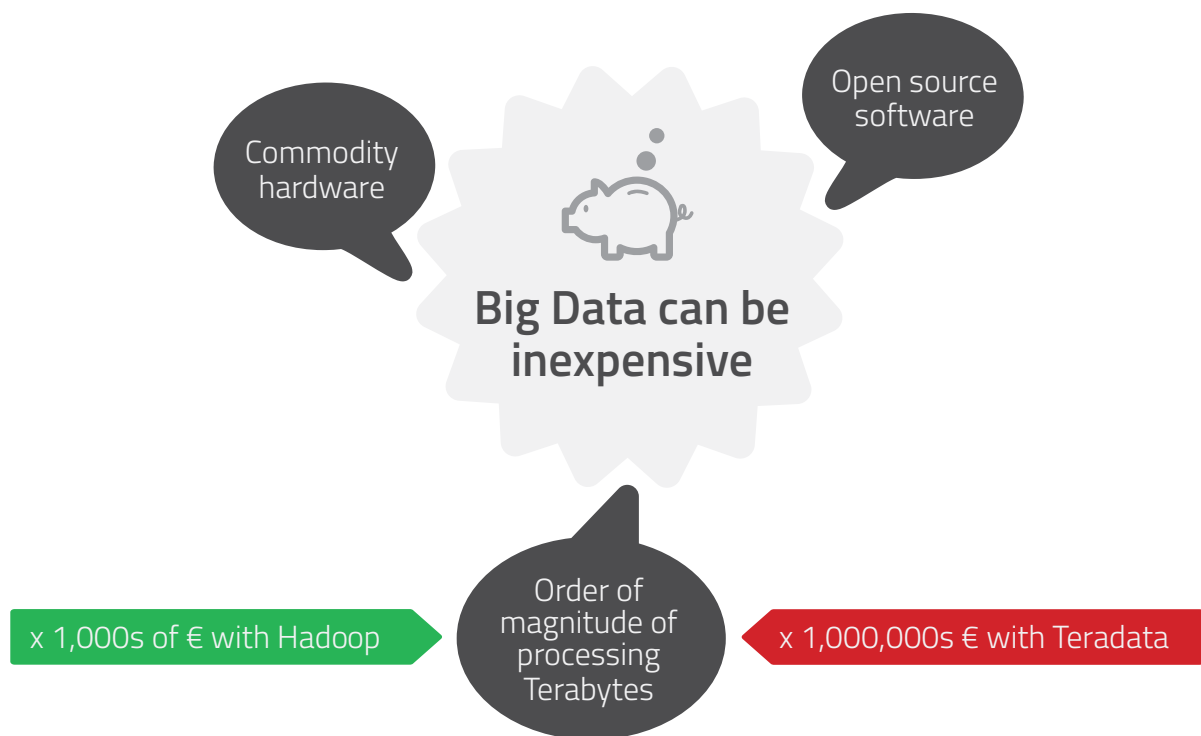 Open source
software
Commodity
hardware
Big Data can be
inexpensive
Order of
magnitude of
processing
Terabytes
x 1,000s of € with Hadoop
x 1,000,000s € with Teradata